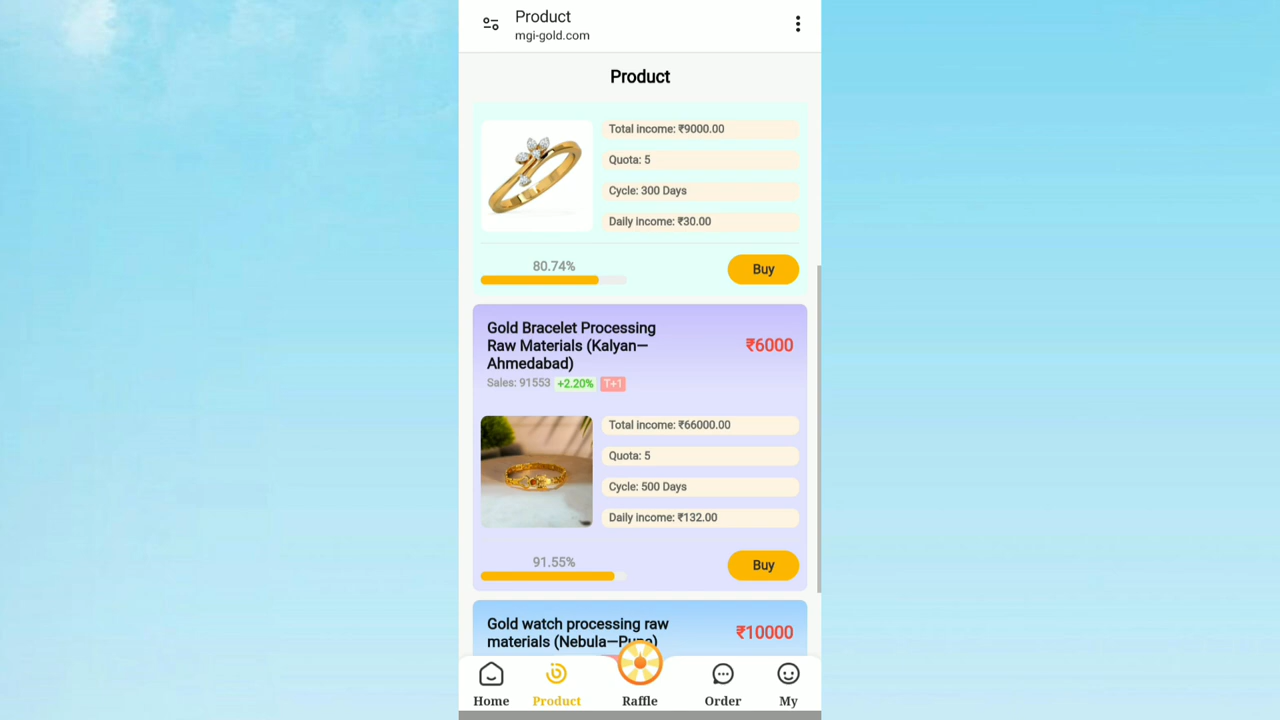 Product
mgi-gold.com
Product
Total income: ₹9000.00
Quota: 5
Cycle: 300 Days
Daily income: ₹30.00
80.74%
Buy
Gold Bracelet Processing
Raw Materials (Kalyan—
Ahmedabad)
₹6000
Sales: 91553 +2.20% T+1
Total income: ₹66000.00
Quota: 5
Cycle: 500 Days
Daily income: ₹132.00
91.55%
Buy
Gold watch processing raw
materials (Nebula—Pune)
₹10000
Home
Product
Raffle
Order
My